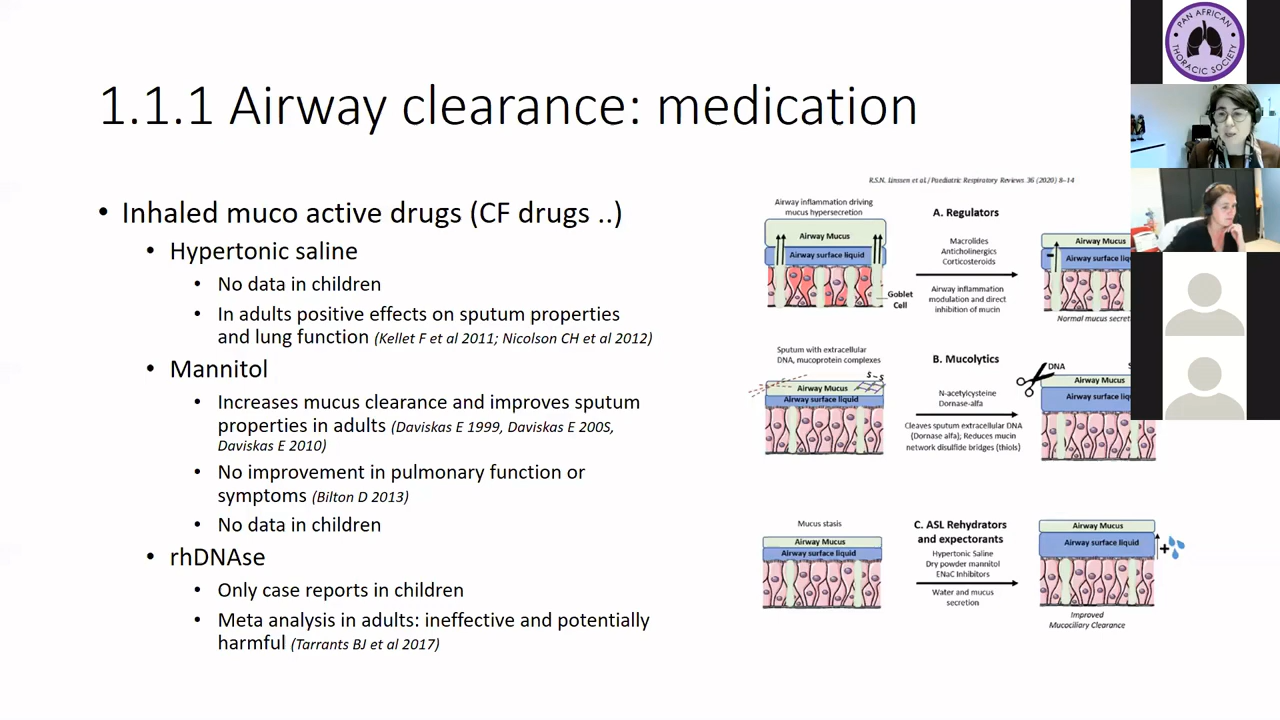 1.1.1 Airway clearance: medication
• Inhaled muco active drugs (CF drugs ..)
• Hypertonic saline
• No data in children
• In adults positive effects on sputum properties
and lung function (Kellet F et al 2011; Nicolson CH et al 2012)
• Mannitol
• Increases mucus clearance and improves sputum
properties in adults (Daviskas E 1999, Daviskas E 2005,
Daviskas E 2010)
• No improvement in pulmonary function or
symptoms (Bilton D 2013)
• No data in children
• rhDNAse
• Only case reports in children
• Meta analysis in adults: ineffective and potentially
harmful (Tarrants BJ et al 2017)
R.S.N. Linssen et al. / Paediatric Respiratory Reviews 36 (2020) 8–14
Airway inflammation driving
mucus hypersecretion
Airway Mucus
Airway surface liquid
Goblet
Cell
A. Regulators
Macrolides
Anticholinergics
Corticosteroids
Airway inflammation
modulation and direct
inhibition of mucin
Airway Mucus
Airway surface liqu
Normal mucus secret
Sputum with extracellular
DNA, mucoprotein complexes
S – S
Airway Mucus
Airway surface liquid
B. Mucolytics
N-acetylcysteine
Dornase-alfa
Cleaves sputum extracellular DNA
(Dornase alfa); Reduces mucin
network disulfide bridges (thiols)
DNA
S
Airway Mucus
Airway surface liqu
Mucus stasis
Airway Mucus
Airway surface liquid
C. ASL Rehydrators
and expectorants
Hypertonic Saline
Dry powder mannitol
ENaC Inhibitors
Water and mucus
secretion
Airway Mucus
Airway surface liquid
+
Improved
Mucociliary Clearance
PAN AFRICAN
THORACIC SOCIETY